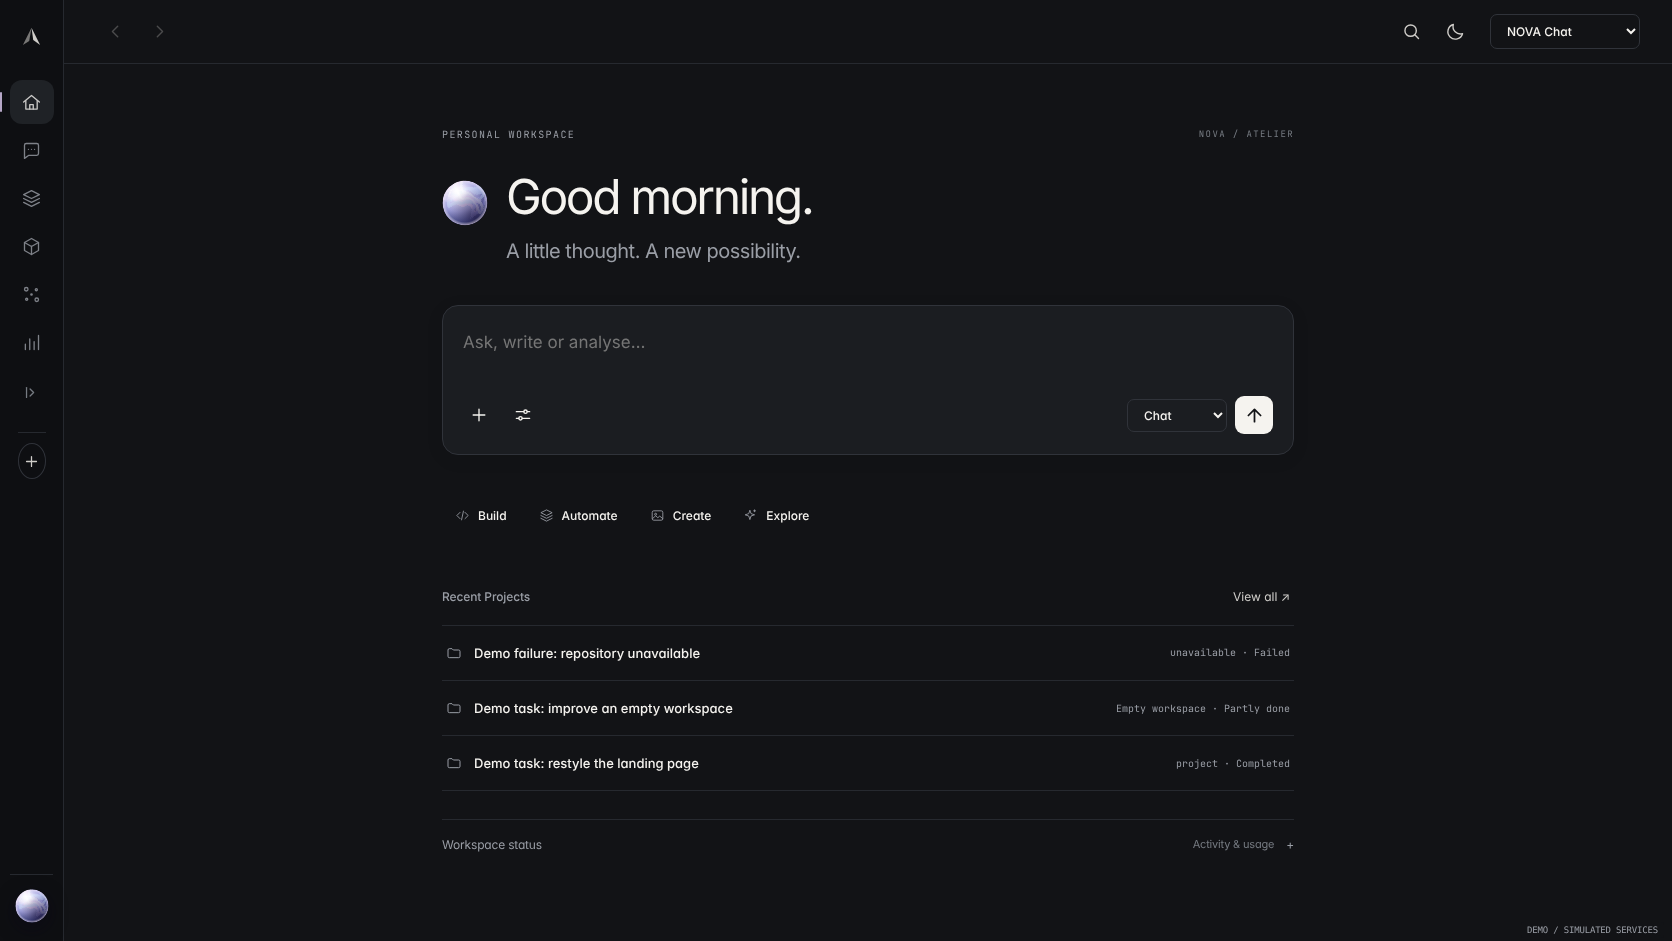 NOVA Chat
PERSONAL WORKSPACE
NOVA / ATELIER
Good morning.
A little thought. A new possibility.
Ask, write or analyse...
Chat
Build
Automate
Create
Explore
Recent Projects
View all ↗
Demo failure: repository unavailable
unavailable · Failed
Demo task: improve an empty workspace
Empty workspace · Partly done
Demo task: restyle the landing page
project · Completed
Workspace status
Activity & usage +
DEMO / SIMULATED SERVICES